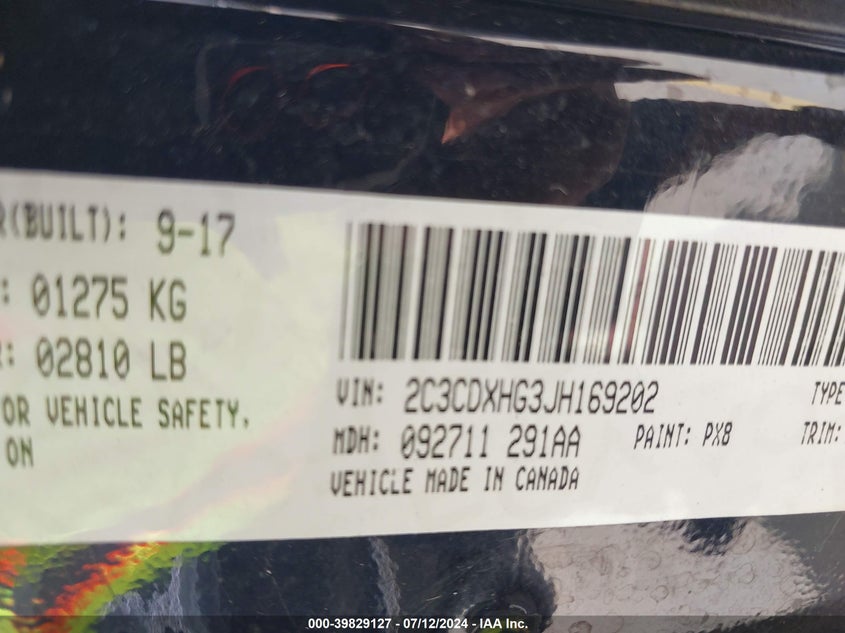 R(BUILT): 9-17
: 01275 KG
R: 02810 LB
OR VEHICLE SAFETY,
ON
VIN: 2C3CDXHG3JH169202 TYPE
MDH: 092711 291AA PAINT: PX8 TRIM:
VEHICLE MADE IN CANADA
000-39829127 - 07/12/2024 - IAA Inc.